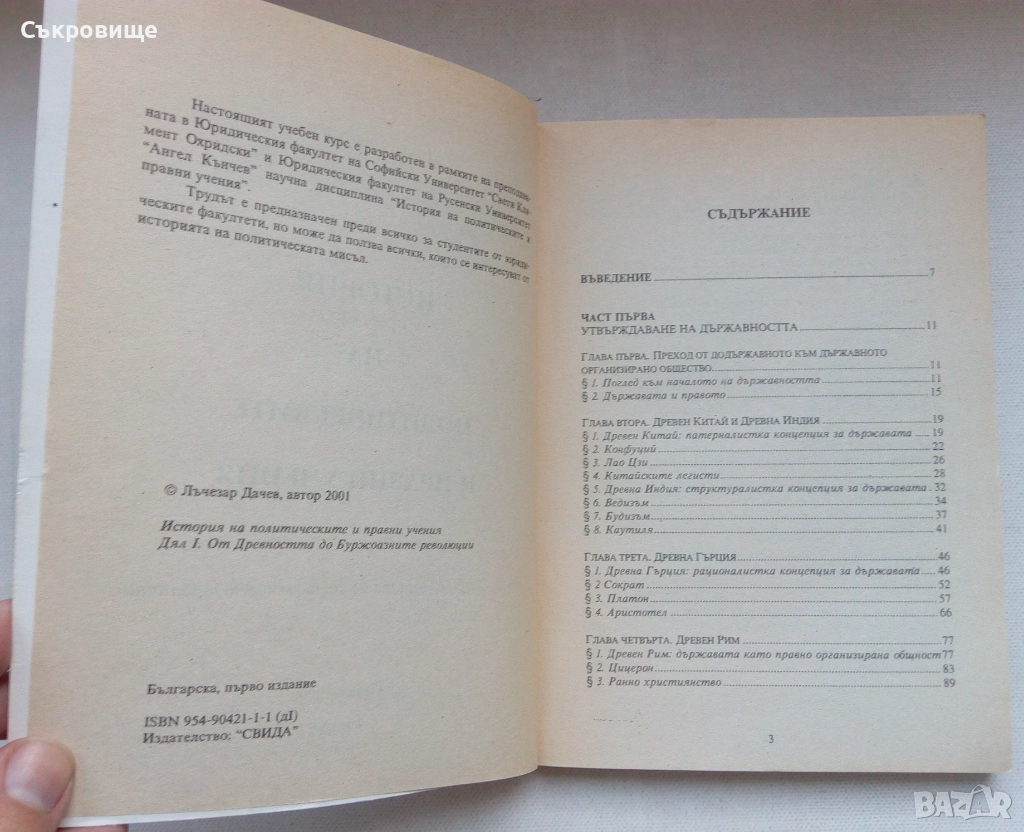 Съкровище
Настоящият учебен курс е разработен в рамките на преподава-
ната в Юридическия факултет на Софийски Университет "Свети Кли-
мент Охридски" и Юридическия факултет на Русенски Университет
"Ангел Кънчев" научна дисциплина "История на политическите и
правни учения".
Трудът е предназначен преди всичко за студентите от юриди-
ческите факултети, но може да ползва всички, които се интересуват от
историята на политическата мисъл.
© Лъчезар Дачев, автор 2001
История на политическите и правни учения
Дял I. От Древността до Буржоазните революции
Българска, първо издание
ISBN 954-90421-1-1 (дI)
Издателство: "СВИДА"
СЪДЪРЖАНИЕ
ВЪВЕДЕНИЕ 7
ЧАСТ ПЪРВА
УТВЪРЖДАВАНЕ НА ДЪРЖАВНОСТТА 11
ГЛАВА ПЪРВА. ПРЕХОД ОТ ДОДЪРЖАВНОТО КЪМ ДЪРЖАВНОТО
ОРГАНИЗИРАНО ОБЩЕСТВО 11
§ 1. Поглед към началото на държавността 11
§ 2. Държавата и правото 15
ГЛАВА ВТОРА. ДРЕВЕН КИТАЙ И ДРЕВНА ИНДИЯ 19
§ 1. Древен Китай: патерналистка концепция за държавата 19
§ 2. Конфуций 22
§ 3. Лао Цзи 26
§ 4. Китайските легисти 28
§ 5. Древна Индия: структуралистка концепция за държавата 32
§ 6. Ведизъм 34
§ 7. Будизъм 37
§ 8. Каутиля 41
ГЛАВА ТРЕТА. ДРЕВНА ГЪРЦИЯ 46
§ 1. Древна Гърция: рационалистка концепция за държавата 46
§ 2 Сократ 52
§ 3. Платон 57
§ 4. Аристотел 66
ГЛАВА ЧЕТВЪРТА. ДРЕВЕН РИМ 77
§ 1. Древен Рим: държавата като правно организирана общност 77
§ 2. Цицерон 83
§ 3. Ранно християнство 89
3
BAZAR